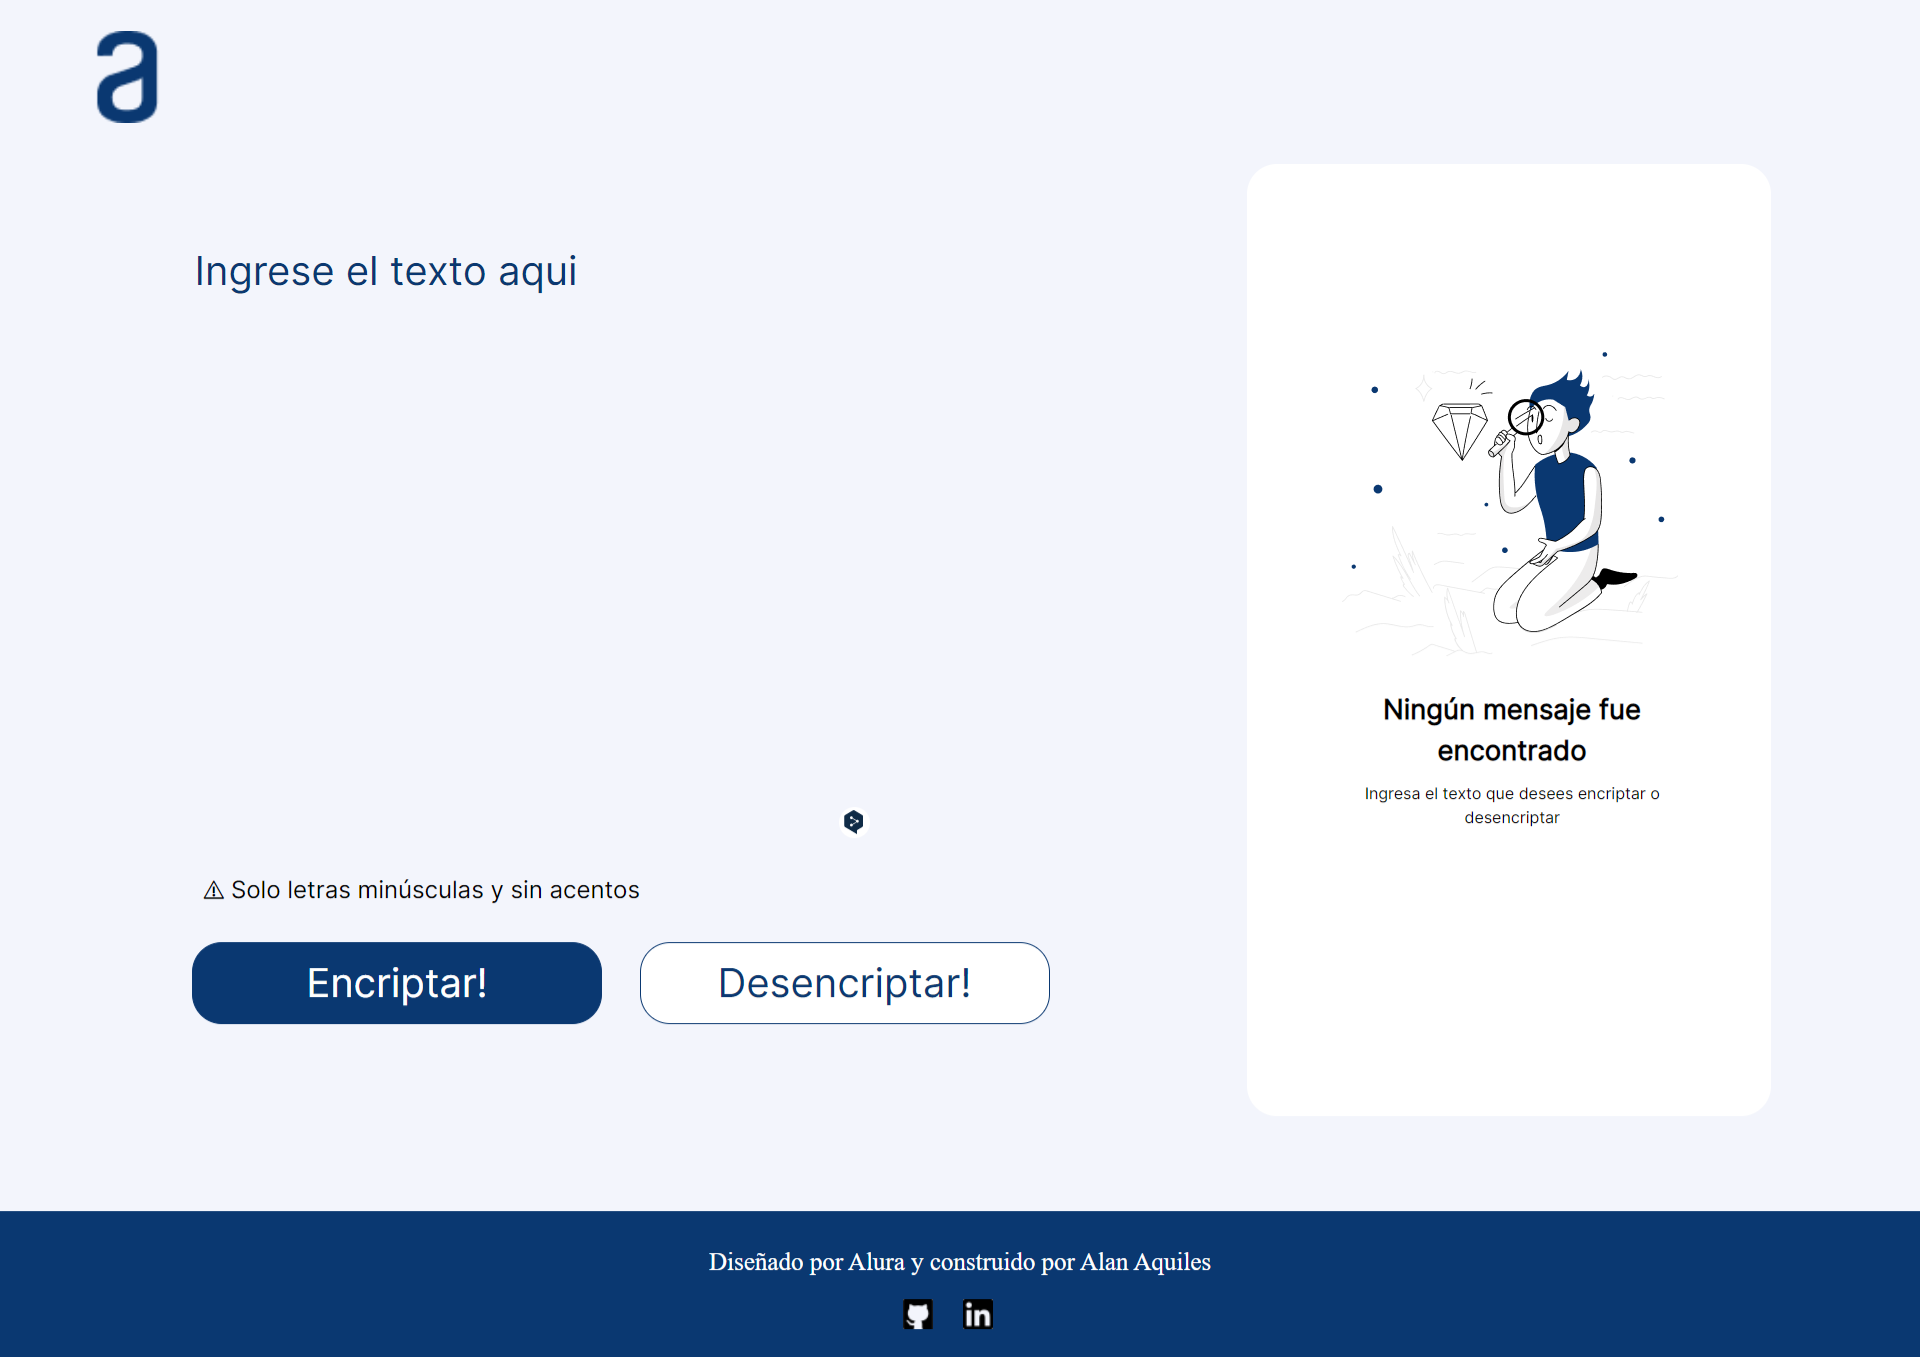 a
Ingrese el texto aqui
Ningún mensaje fue
encontrado
Ingresa el texto que desees encriptar o
desencriptar
⚠ Solo letras minúsculas y sin acentos
Encriptar!
Desencriptar!
Diseñado por Alura y construido por Alan Aquiles
in